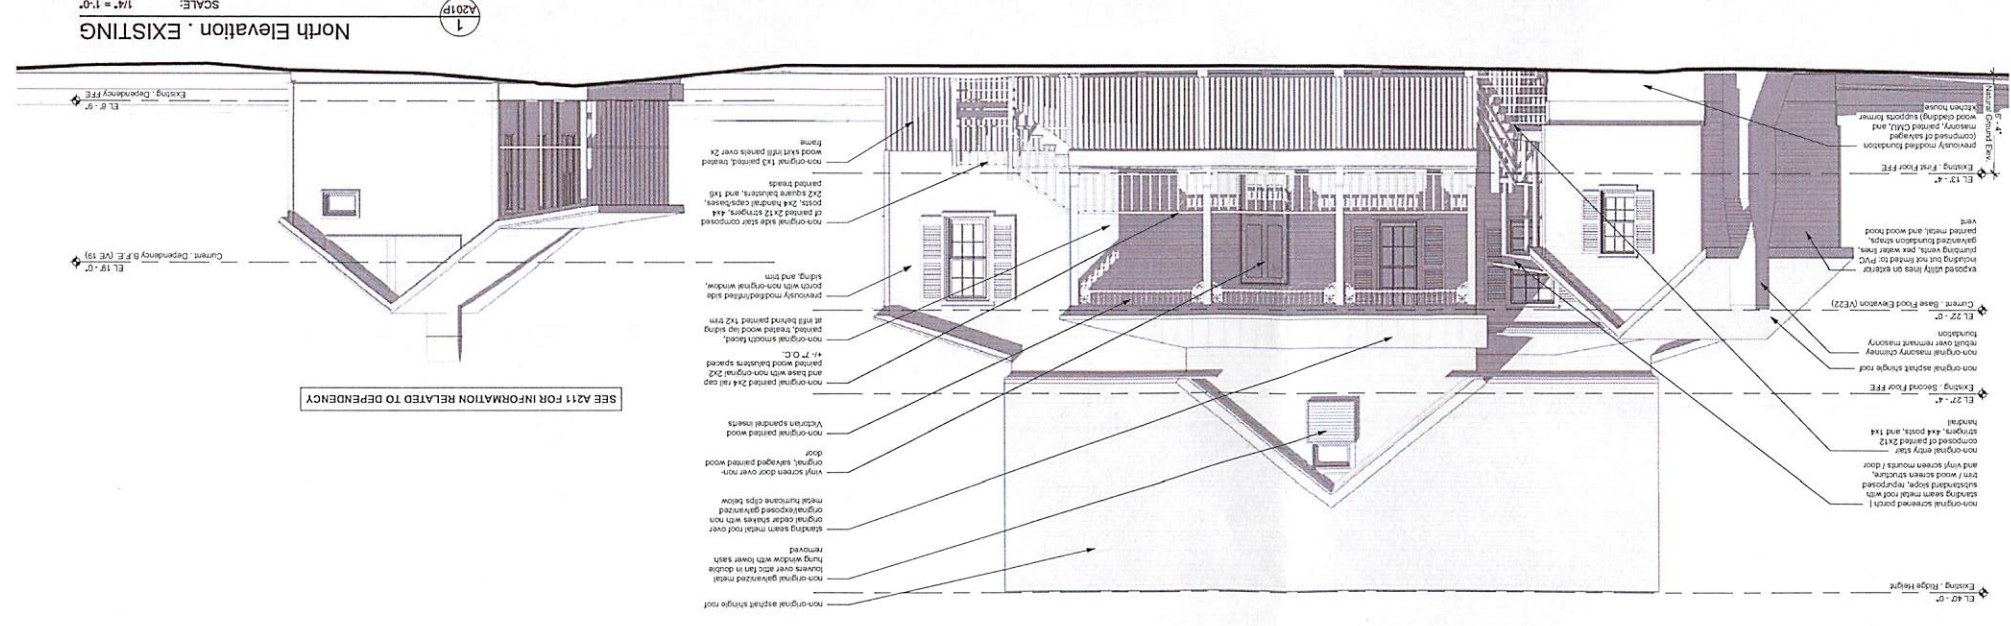 EL 40' - 0"
Existing . Ridge Height
non-original screened porch |
standing seam metal roof with
substandard slope, repurposed
trim / wood screen structure,
and vinyl screen mounts / door
non-original entry stair
composed of painted 2x12
stringers, 4x4 posts, and 1x4
handrail
EL 27' - 4"
Existing . Second Floor FFE
non-original asphalt shingle roof
non-original masonry chimney
rebuilt over remnant masonry
foundation
EL 22' - 0"
Current . Base Flood Elevation (VE22)
exposed utility lines on exterior
including but not limited to: PVC
plumbing vents, pex water lines,
galvanized foundation straps,
painted metal, and wood hood
vent
EL 13' - 4"
Existing . First Floor FFE
previously modified foundation
(comprised of salvaged
masonry, painted CMU, and
wood cladding) supports former
kitchen house
6' - 4"
Natural Ground Elev.
non-original asphalt shingle roof
non-original galvanized metal
louvers over attic fan in double
hung window with lower sash
removed
standing seam metal roof over
original cedar shakes with non
original/exposed galvanized
metal hurricane clips below
vinyl screen door over non-
original, salvaged painted wood
door
non-original painted wood
Victorian spandrel inserts
non-original painted 2x4 rail cap
and base with non-original 2x2
painted wood balusters spaced
+/- 7" O.C.
non-original smooth faced,
painted, treated wood lap siding
at infill behind painted 1x2 trim
previously modified/infilled side
porch with non-original window,
siding, and trim
non-original side stair composed
of painted 2x12 stringers, 4x4
posts, 2x4 handrail caps/bases,
2x2 square balusters, and 1x6
painted treads
non-original 1x3 painted, treated
wood skirt infill panels over 2x
frame
SEE A211 FOR INFORMATION RELATED TO DEPENDENCY
EL 19' - 0"
Current . Dependency B.F.E. (VE 19)
EL 8' - 9"
Existing . Dependency FFE
1
A201P
North Elevation . EXISTING
SCALE: 1/4" = 1'-0"